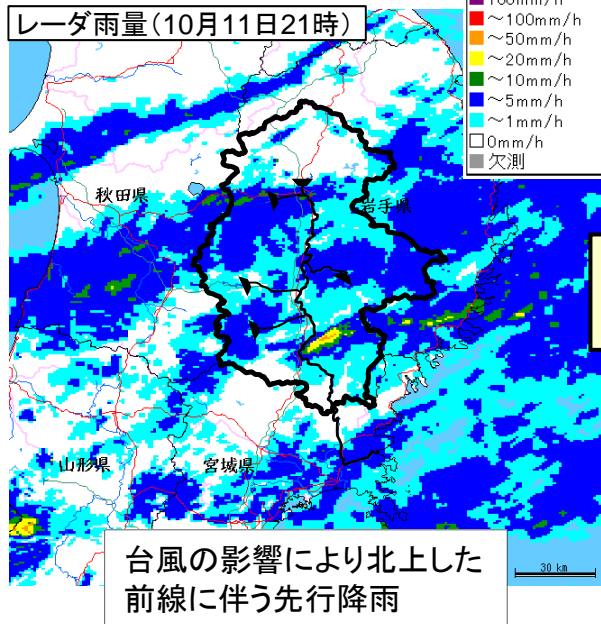 レーダ雨量(10月11日21時)
～100mm/h
～50mm/h
～20mm/h
～10mm/h
～5mm/h
～1mm/h
0mm/h
欠測
秋田県
岩手県
山形県
宮城県
30 km
台風の影響により北上した
前線に伴う先行降雨